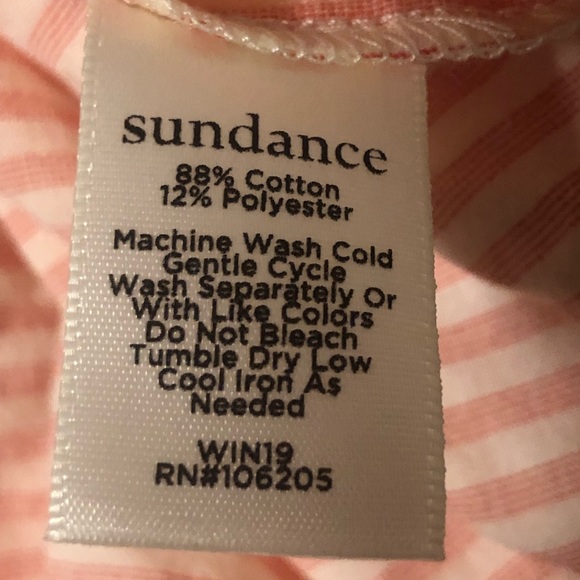 sundance
88% Cotton
12% Polyester
Machine Wash Cold
Gentle Cycle
Wash Separately Or
With Like Colors
Do Not Bleach
Tumble Dry Low
Cool Iron As
Needed
WIN19
RN#106205